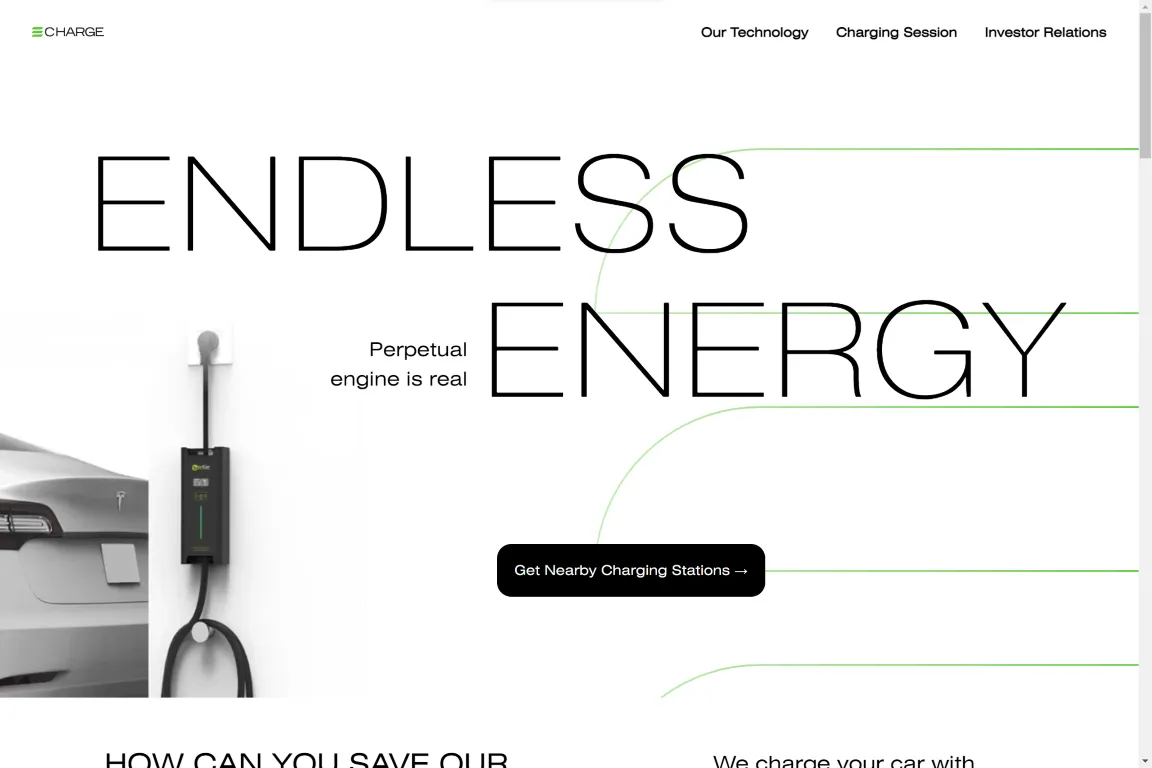 CHARGE
Our Technology
Charging Session
Investor Relations
ENDLESS
Perpetual
engine is real
ENERGY
Get Nearby Charging Stations →
HOW CAN YOU SAVE OUR
We charge your car with